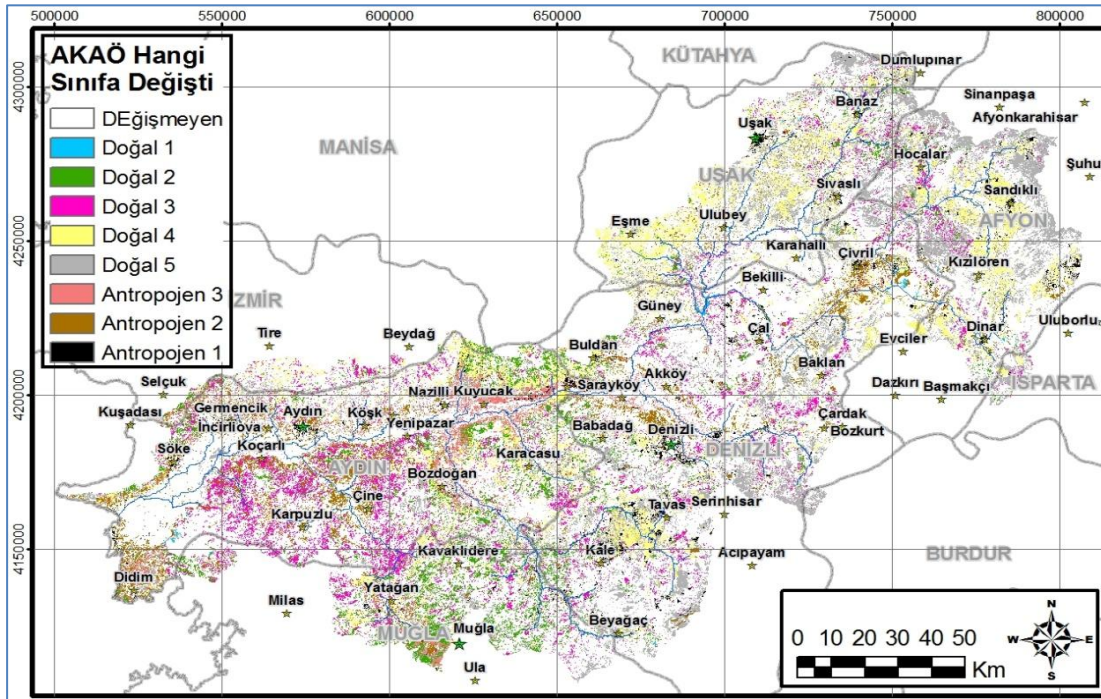 500000 550000 600000 650000 700000 750000 800000
AKAÖ Hangi
Sınıfa Değişti
DEğişmeyen
Doğal 1
Doğal 2
Doğal 3
Doğal 4
Doğal 5
Antropojen 3
Antropojen 2
Antropojen 1
4300000
4250000
4200000
4150000
KÜTAHYA
Dumlupınar
Sinanpaşa
Banaz
Afyonkarahisar
Uşak
MANİSA
Hocalar
Şuhu
UŞAK
Sıvaslı
Sandıklı
Ulubey
AFYON
Eşme
Karahallı
Çivril
Kızılören
Bekilli
İZMİR
Güney
Tire
Beydağ
Çal
Dinar
Uluborlu
Buldan
Evciler
Baklan
Selçuk
Sarayköy
Akköy
Nazilli
Kuyucak
Dazkırı
Başmakçı
ISPARTA
Kuşadası
Germencik
Aydın
Köşk
Çardak
İncirliova
Yenipazar
Babadağ
Denizli
Bozkurt
Söke
Koçarlı
Karacasu
DENİZLİ
AYDIN
Bozdoğan
Tavas
Serinhisar
Karpuzlu
Çine
Kavaklıdere
Kale
Acıpayam
BURDUR
Didim
Yatağan
Milas
Beyağaç
MUĞLA
Muğla
Ula
N
W E
S
0 5 10 20 30 40 50
Km